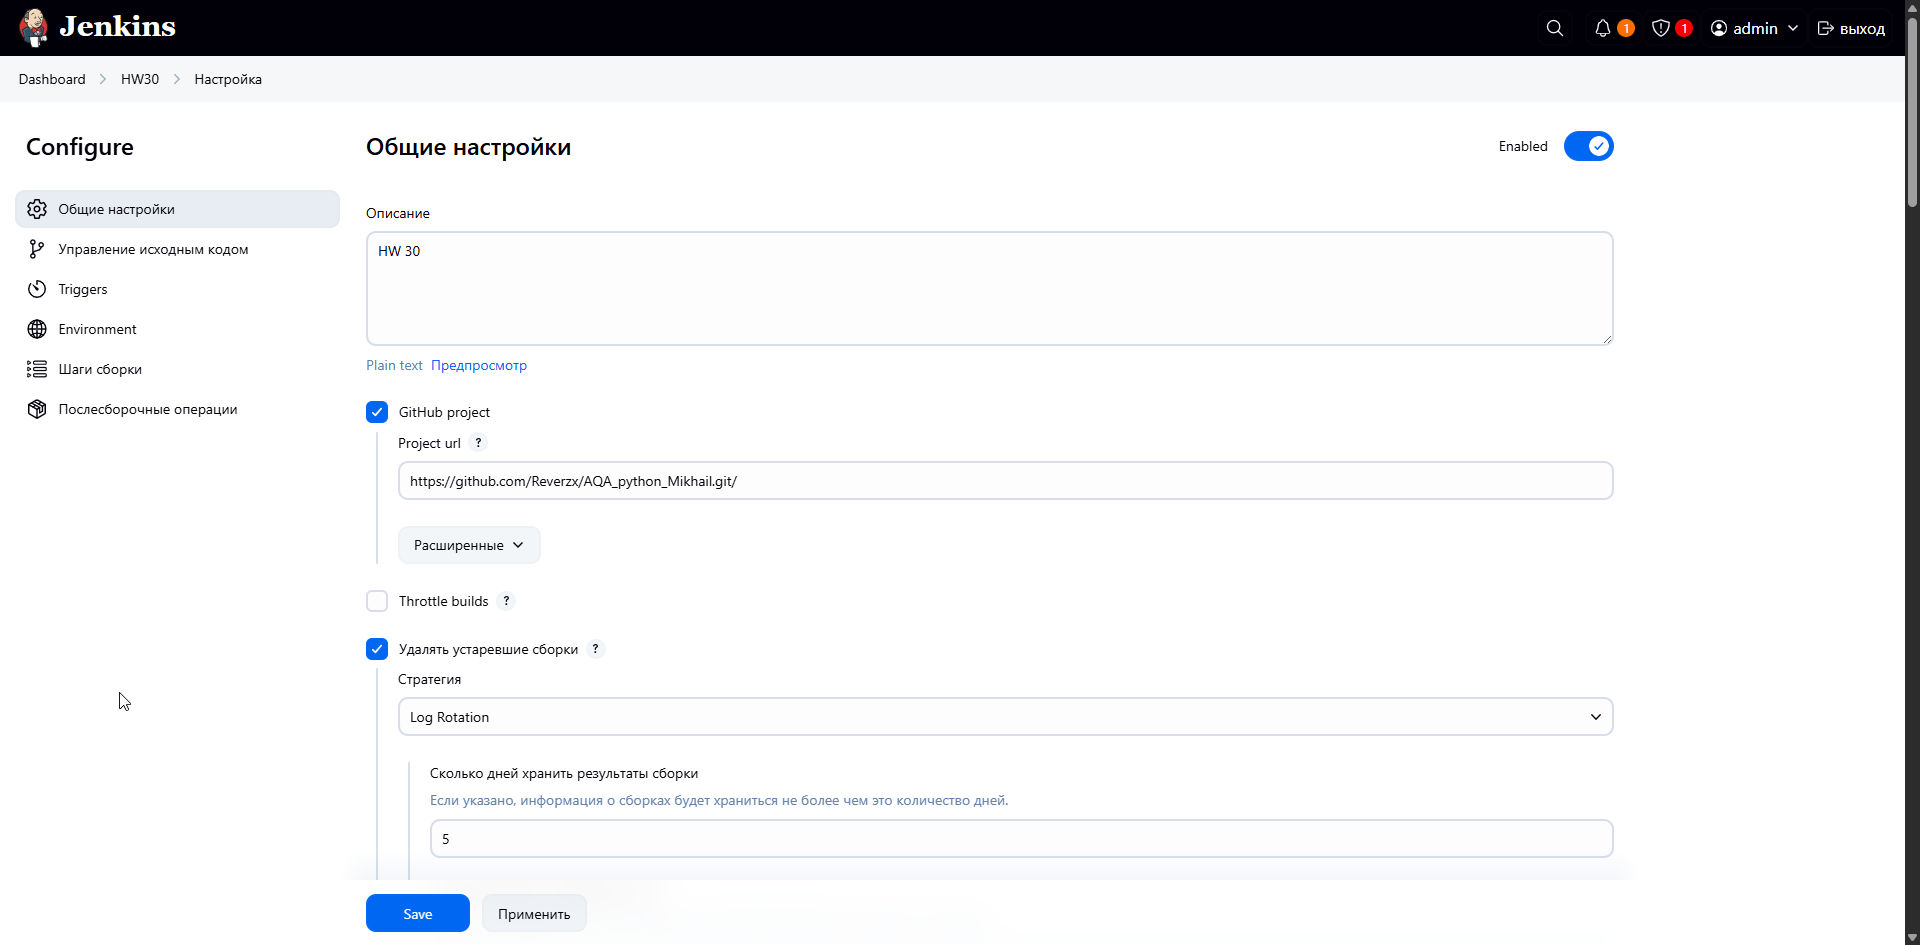 Jenkins
1
1
admin
выход
Dashboard
HW30
Настройка
Configure
Общие настройки
Управление исходным кодом
Triggers
Environment
Шаги сборки
Послесборочные операции
Общие настройки
Enabled
Описание
HW 30
Plain text Предпросмотр
GitHub project
Project url ?
https://github.com/Reverzx/AQA_python_Mikhail.git/
Расширенные
Throttle builds ?
Удалять устаревшие сборки ?
Стратегия
Log Rotation
Сколько дней хранить результаты сборки
Если указано, информация о сборках будет храниться не более чем это количество дней.
5
Save
Применить